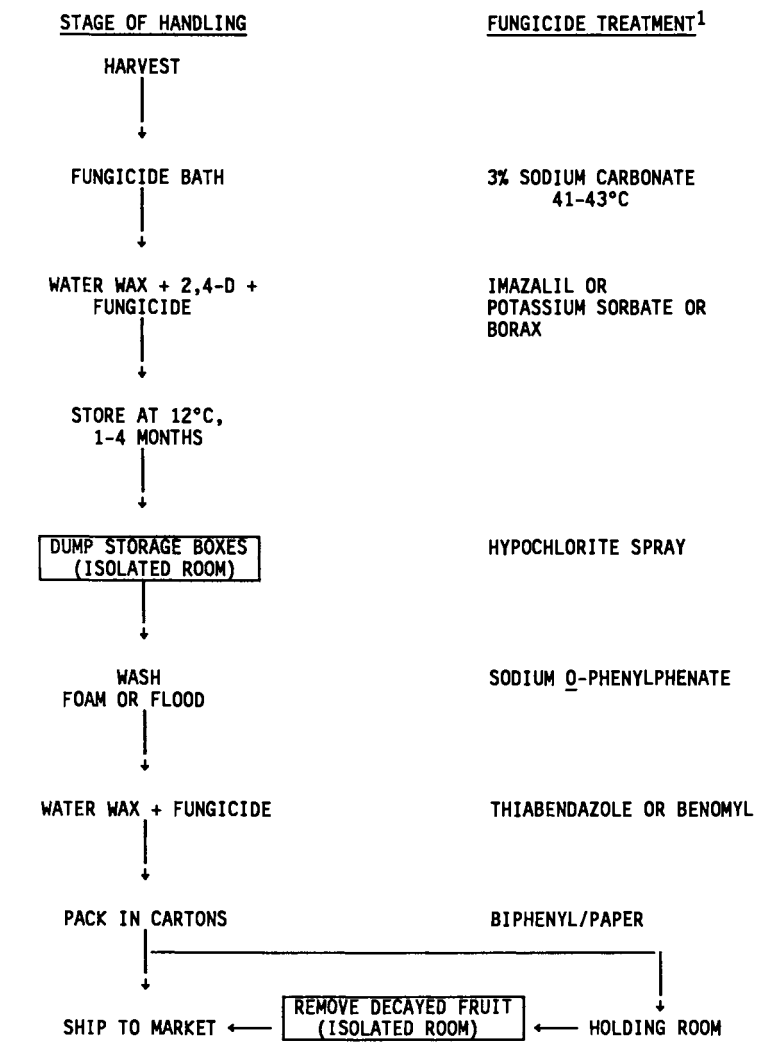 STAGE OF HANDLING
FUNGICIDE TREATMENT1
HARVEST
FUNGICIDE BATH
3% SODIUM CARBONATE
41-43°C
WATER WAX + 2,4-D +
FUNGICIDE
IMAZALIL OR
POTASSIUM SORBATE OR
BORAX
STORE AT 12°C,
1-4 MONTHS
DUMP STORAGE BOXES
(ISOLATED ROOM)
HYPOCHLORITE SPRAY
WASH
FOAM OR FLOOD
SODIUM O-PHENYLPHENATE
WATER WAX + FUNGICIDE
THIABENDAZOLE OR BENOMYL
PACK IN CARTONS
BIPHENYL/PAPER
SHIP TO MARKET
REMOVE DECAYED FRUIT
(ISOLATED ROOM)
HOLDING ROOM